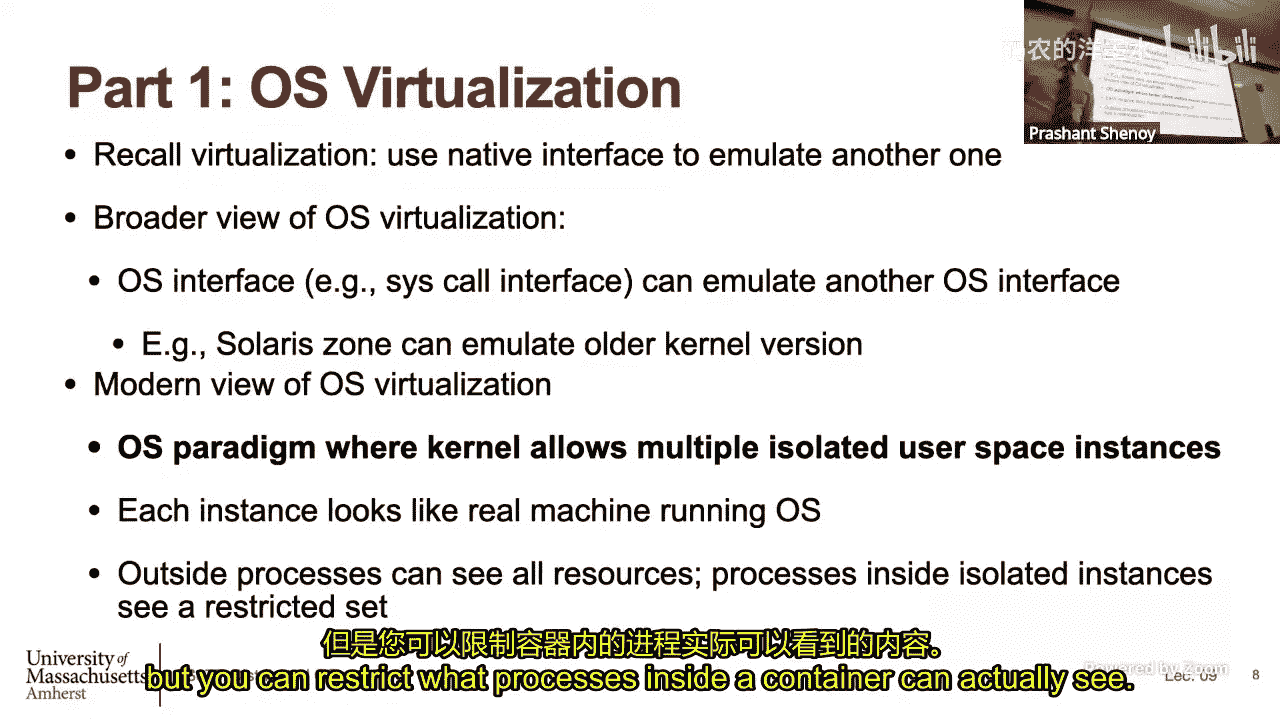 Part 1: OS Virtualization
Prashant Shenoy
• Recall virtualization: use native interface to emulate another one
• Broader view of OS virtualization:
• OS interface (e.g., sys call interface) can emulate another OS interface
• E.g., Solaris zone can emulate older kernel version
• Modern view of OS virtualization
• OS paradigm where kernel allows multiple isolated user space instances
• Each instance looks like real machine running OS
• Outside processes can see all resources; processes inside isolated instances
see a restricted set
但是您可以限制容器内的进程实际可以看到的内容。
but you can restrict what processes inside a container can actually see.
University of
Massachusetts
Amherst
Powered by Zoom
Lec. 09
8
bilibili